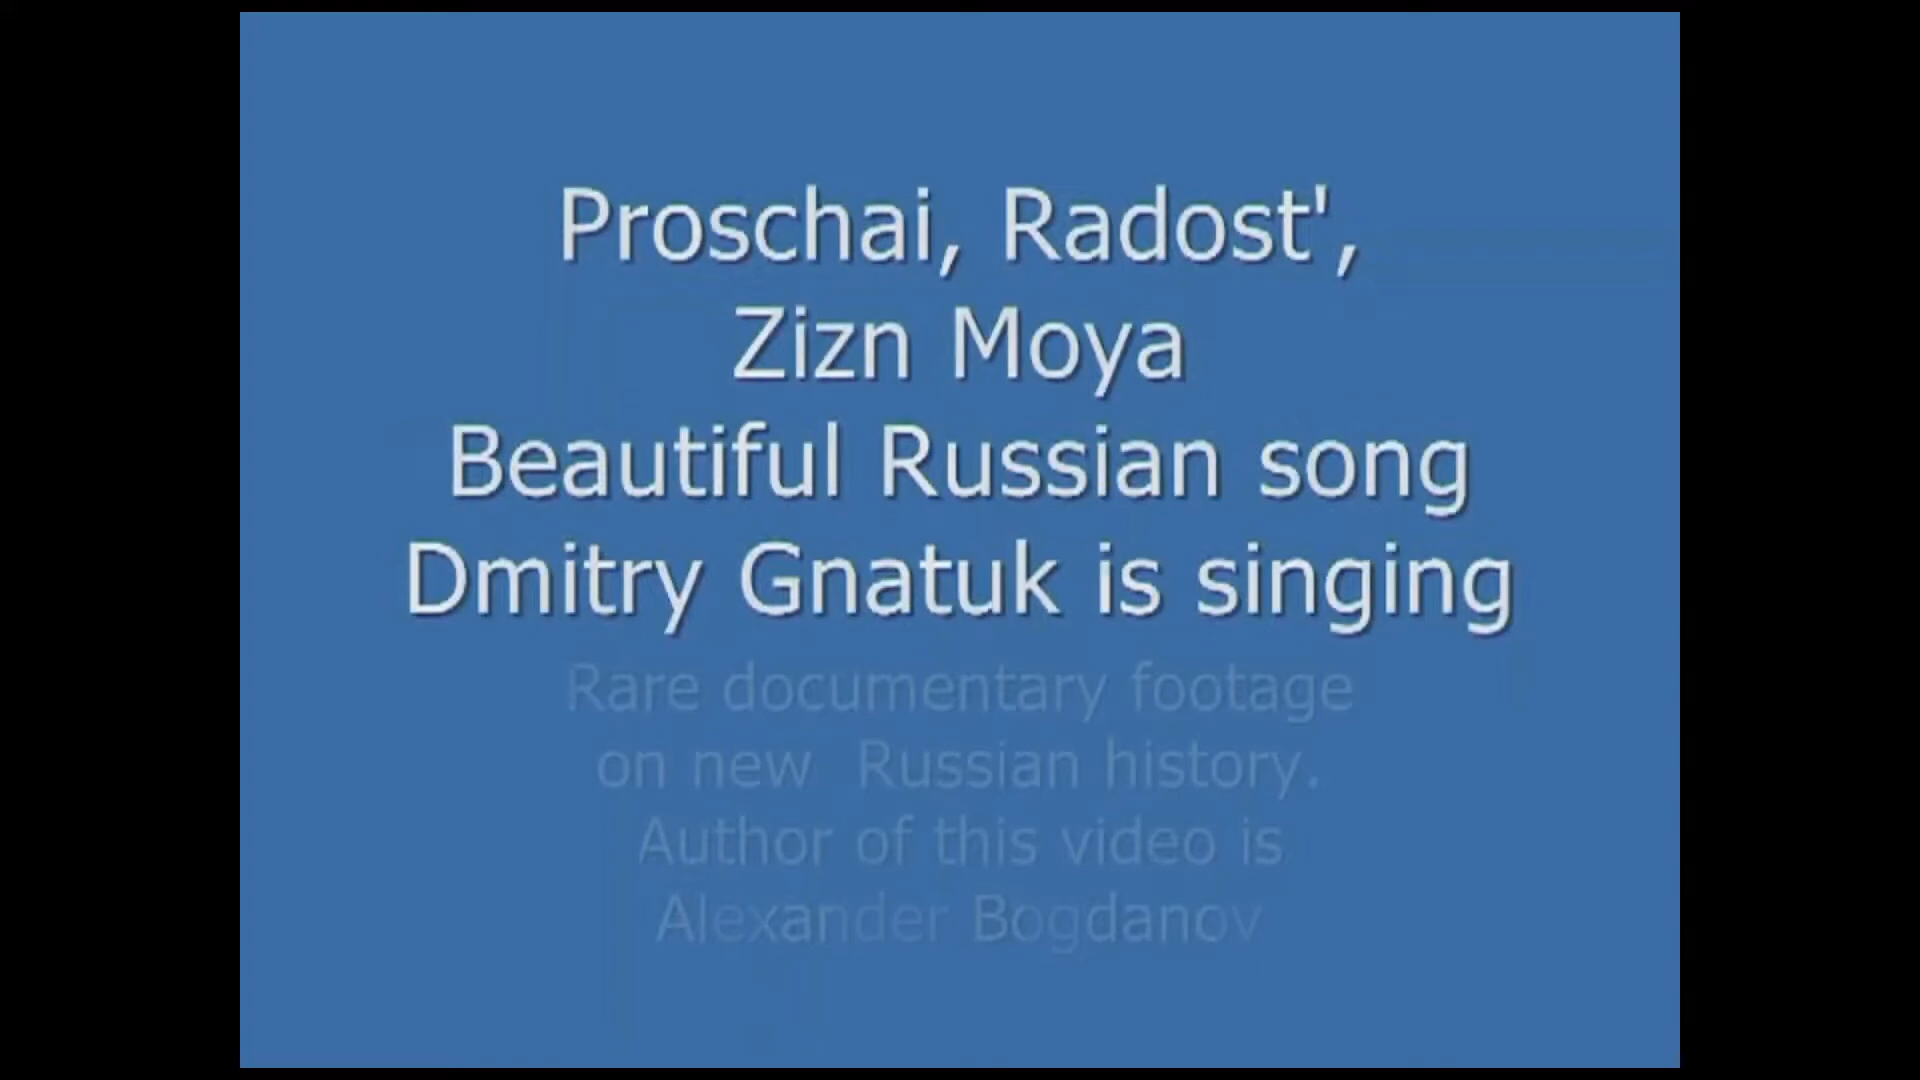 Proschai, Radost',
Zizn Moya
Beautiful Russian song
Dmitry Gnatuk is singing
Rare documentary footage
on new  Russian history.
Author of this video is
Alexander Bogdanov